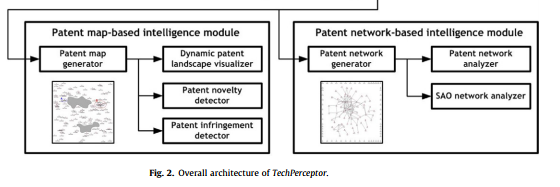 Patent map-based intelligence module
Patent map
generator
Dynamic patent
landscape visualizer
Patent novelty
detector
Patent infringement
detector
Patent network-based intelligence module
Patent network
generator
Patent network
analyzer
SAO network analyzer
Fig. 2. Overall architecture of TechPerceptor.